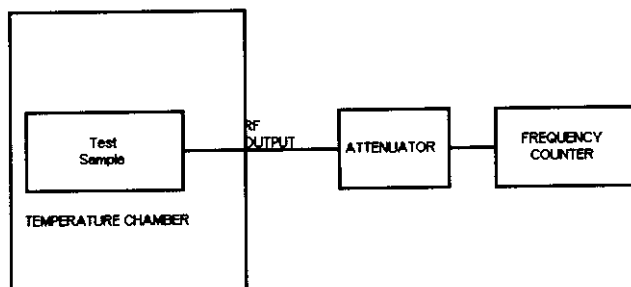 Test
Sample
TEMPERATURE CHAMBER
RF
OUTPUT
ATTENUATOR
FREQUENCY
COUNTER